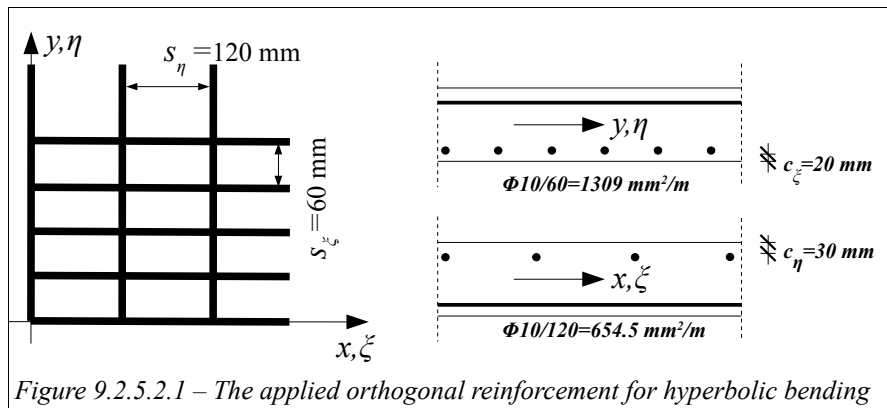 y,η
s_η=120 mm
s_ξ=60 mm
x,ξ
y,η
c_ξ=20 mm
Φ10/60=1309 mm²/m
c_η=30 mm
x,ξ
Φ10/120=654.5 mm²/m
Figure 9.2.5.2.1 – The applied orthogonal reinforcement for hyperbolic bending